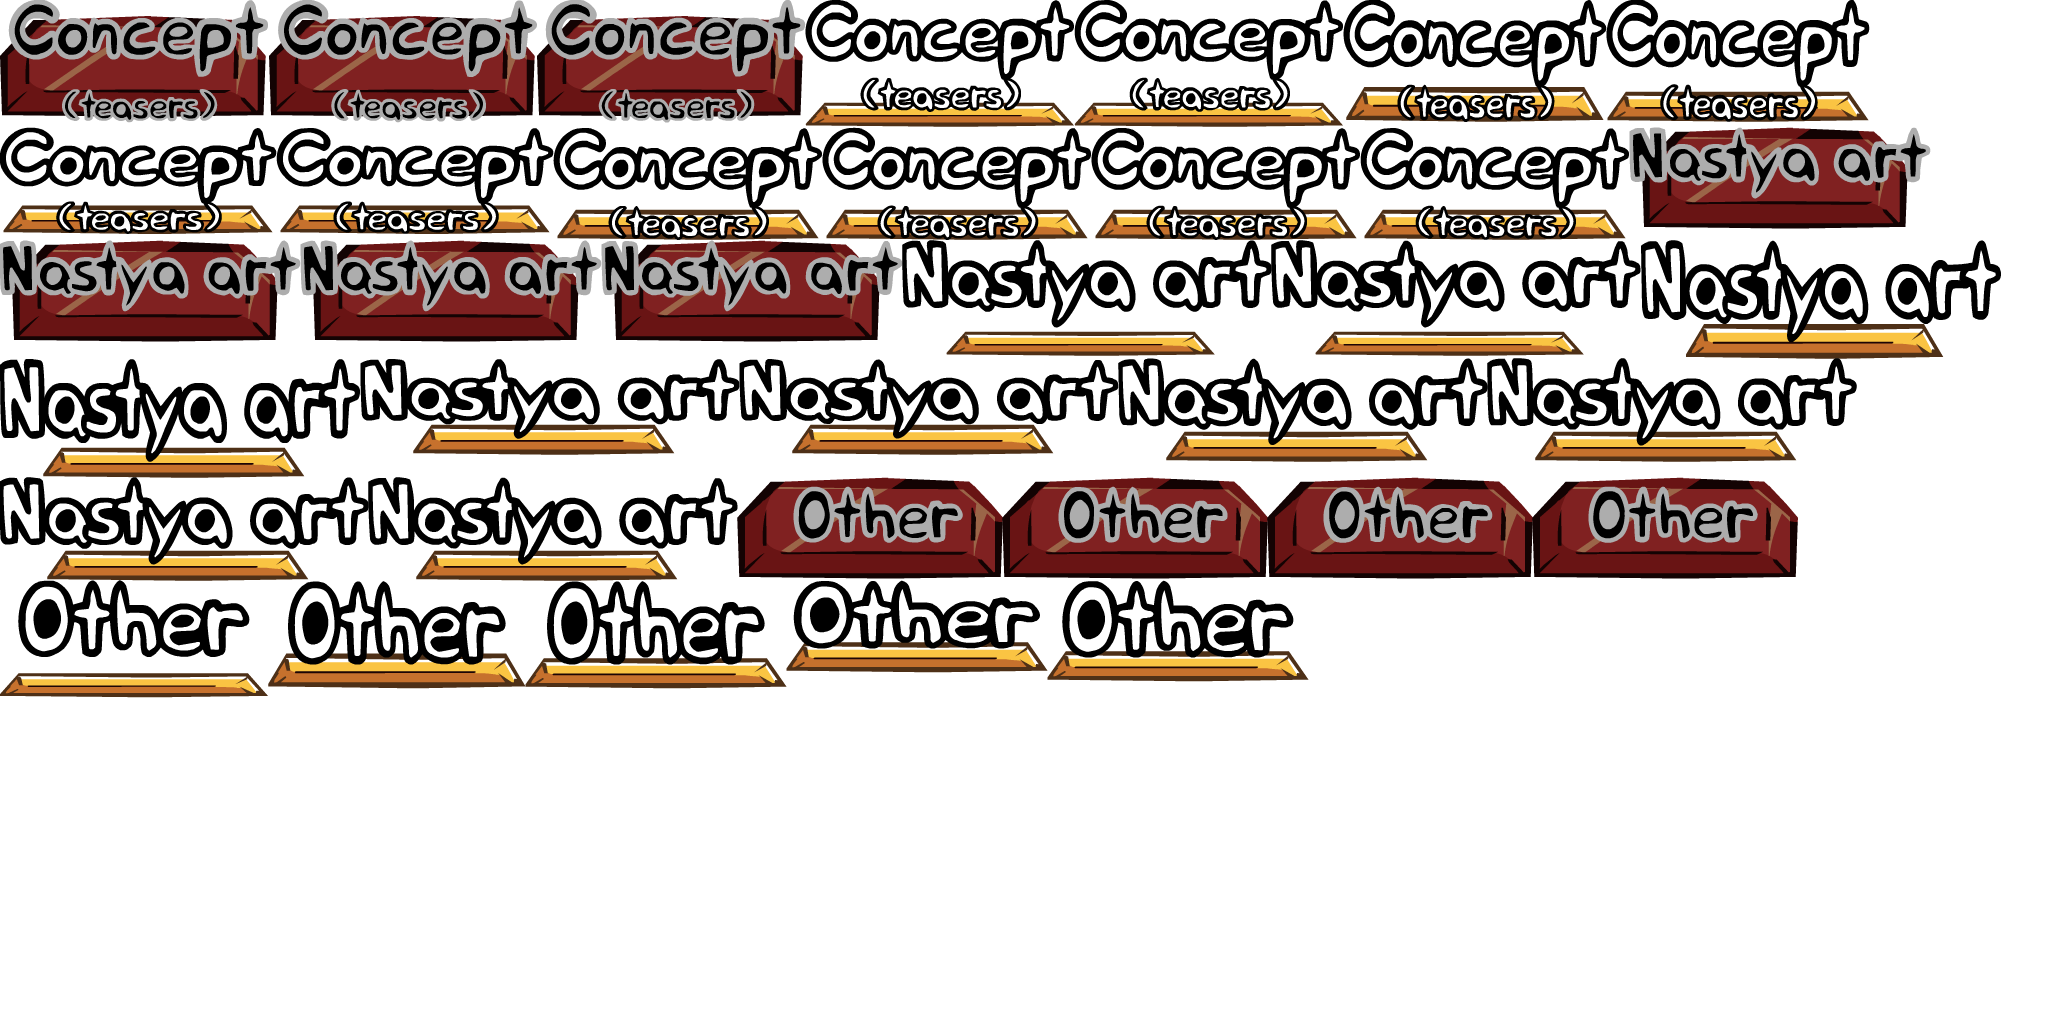 Concept Concept Concept Concept Concept Concept Concept
(teasers) (teasers) (teasers) (teasers) (teasers) (teasers) (teasers)
Concept Concept Concept Concept Concept Concept Nastya art
(teasers) (teasers) (teasers) (teasers) (teasers) (teasers)
Nastya art Nastya art Nastya art Nastya art Nastya art Nastya art
Nastya art Nastya art Nastya art Nastya art Nastya art
Nastya art Nastya art Other Other Other Other
Other Other Other Other Other